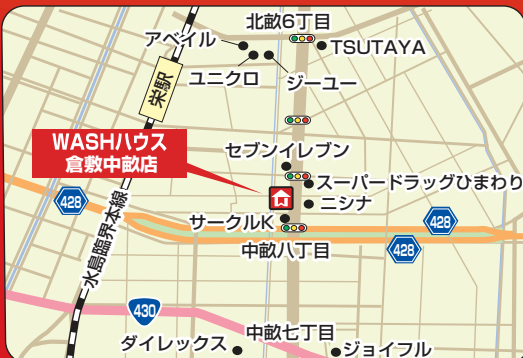 北畝6丁目
アベイル
TSUTAYA
ユニクロ
ジーユー
栄駅
WASHハウス
倉敷中畝店
セブンイレブン
スーパードラッグひまわり
ニシナ
428
サークルK
428
中畝八丁目
428
水島臨界本線
430
中畝七丁目
ダイレックス
ジョイフル